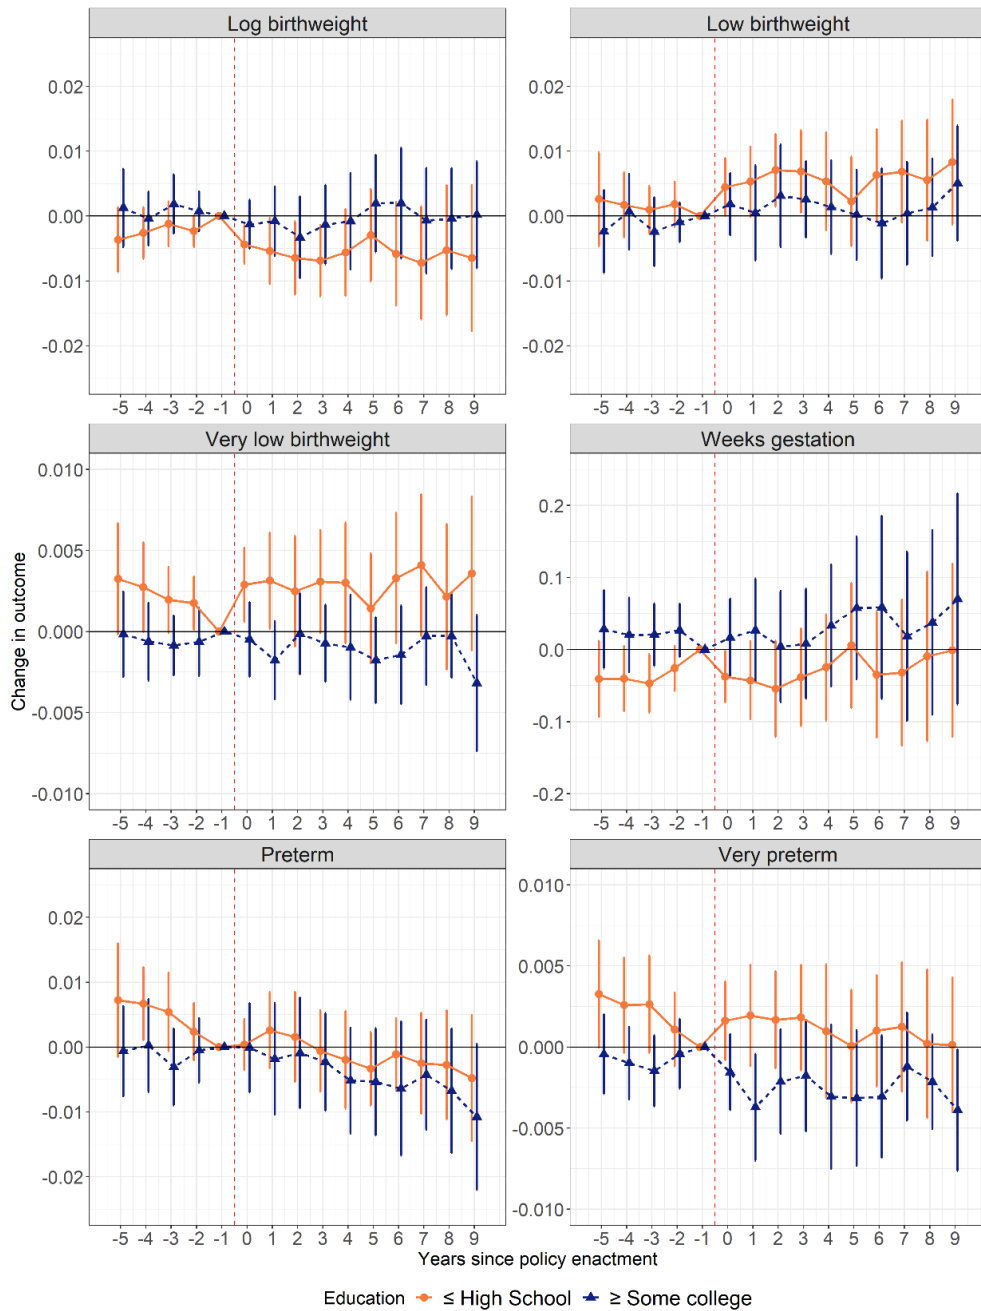 Log birthweight
Low birthweight
0.02
0.01
0.00
-0.01
-0.02
-5 -4 -3 -2 -1 0 1 2 3 4 5 6 7 8 9
0.02
0.01
0.00
-0.01
-0.02
-5 -4 -3 -2 -1 0 1 2 3 4 5 6 7 8 9
Very low birthweight
Weeks gestation
0.010
0.005
0.000
-0.005
-0.010
-5 -4 -3 -2 -1 0 1 2 3 4 5 6 7 8 9
0.2
0.1
0.0
-0.1
-0.2
-5 -4 -3 -2 -1 0 1 2 3 4 5 6 7 8 9
Change in outcome
Preterm
Very preterm
0.02
0.01
0.00
-0.01
-0.02
-5 -4 -3 -2 -1 0 1 2 3 4 5 6 7 8 9
0.010
0.005
0.000
-0.005
-0.010
-5 -4 -3 -2 -1 0 1 2 3 4 5 6 7 8 9
Years since policy enactment
Education ≤ High School ≥ Some college